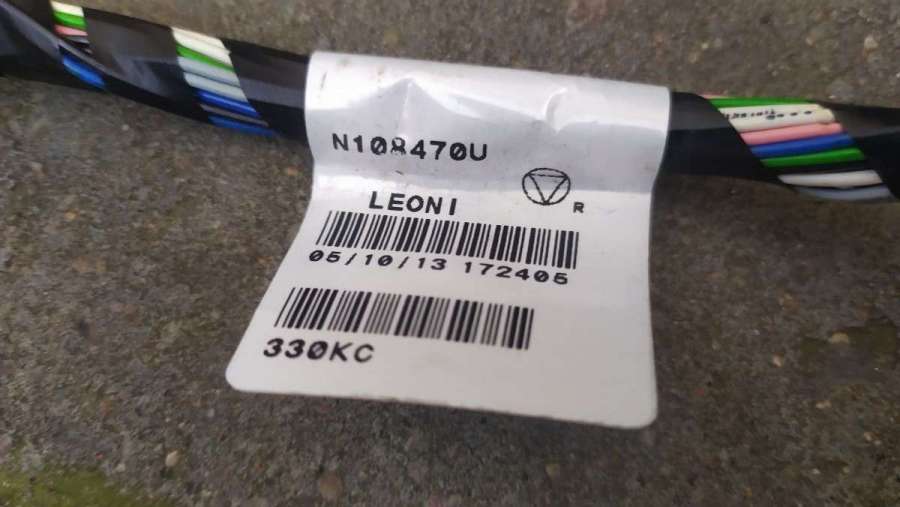 N108470U
LEONI
R
05/10/13 172405
330KC